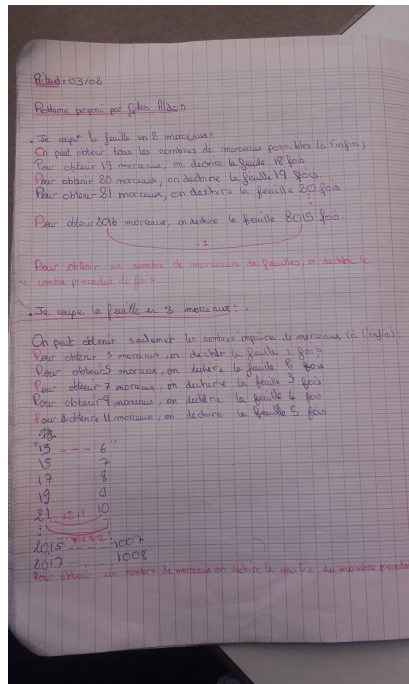 Rituel : 03/02
Problème proposé par Gilles Aldon
. Je coupe la feuille en 2 morceaux :
On peut obtenir tous les nombres de morceaux possibles (à l'infini)
Pour obtenir 19 morceaux, on déchire la feuille 18 fois
Pour obtenir 20 morceaux, on déchire la feuille 19 fois.
Pour obtenir 21 morceaux, on déchire la feuille 20 fois
Pour obtenir 2016 morceaux, on déchire la feuille 2015 fois.
-1
Pour obtenir un nombre de morceaux de feuilles, on déchire le
nombre précédent de fois
. Je coupe la feuille en 3 morceaux :
On peut obtenir seulement les nombres impairs de morceaux (à l'infini).
Pour obtenir 3 morceaux, on déchire la feuille 1 fois
Pour obtenir 5 morceaux, on déchire la feuille 2 fois
Pour obtenir 7 morceaux, on déchire la feuille 3 fois
Pour obtenir 9 morceaux, on déchire la feuille 4 fois
Pour obtenir 11 morceaux, on déchire la feuille 5 fois
"13 - - - - 6"
15 7
17 8
19 9
21 10
2015 - - - - 1007
2017 - - - - 1008
Pour obtenir un nombre de morceaux on déchire la moitié du nombre précédent